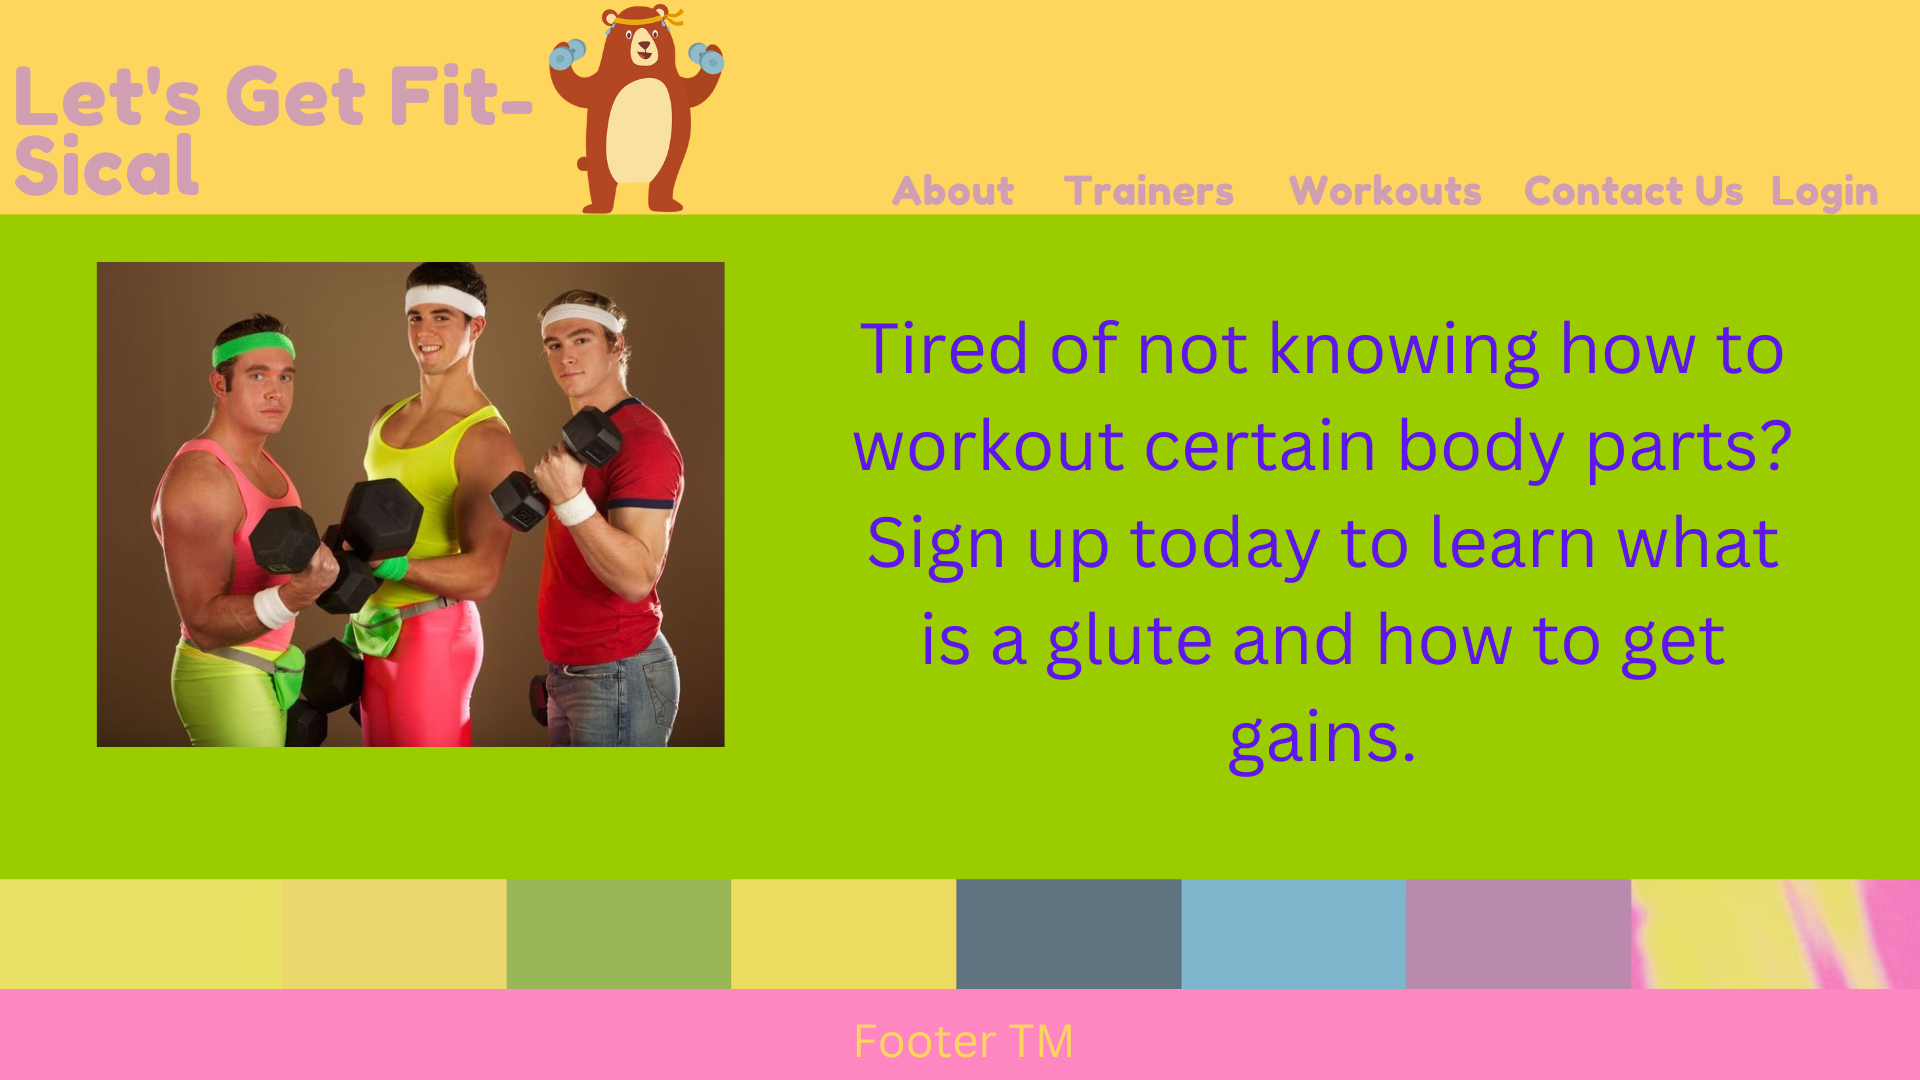 Let's Get Fit-
Sical
About Trainers Workouts Contact Us Login
Tired of not knowing how to
workout certain body parts?
Sign up today to learn what
is a glute and how to get
gains.
Footer TM